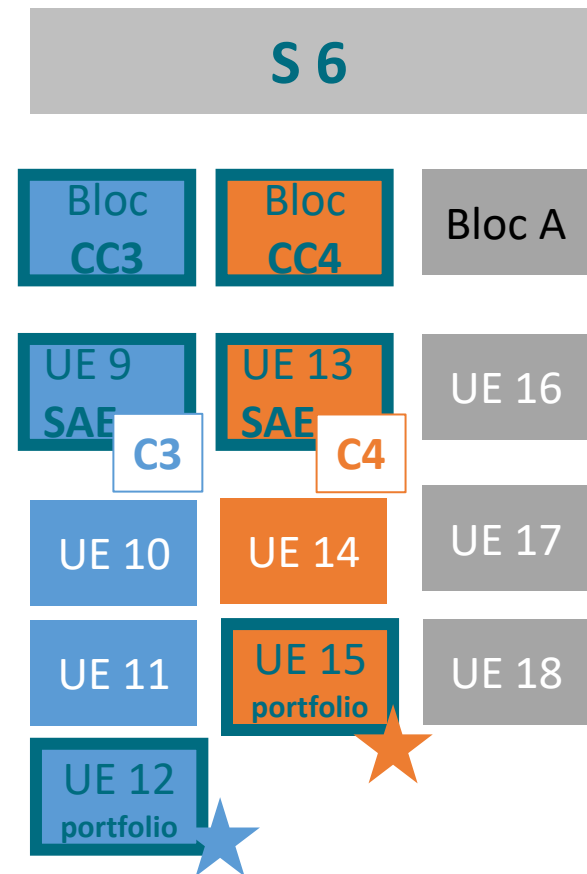 S 6
Bloc
CC3
Bloc
CC4
Bloc A
UE 9
SAE
C3
UE 13
SAE
C4
UE 16
UE 10
UE 14
UE 17
UE 11
UE 15
portfolio
UE 18
UE 12
portfolio